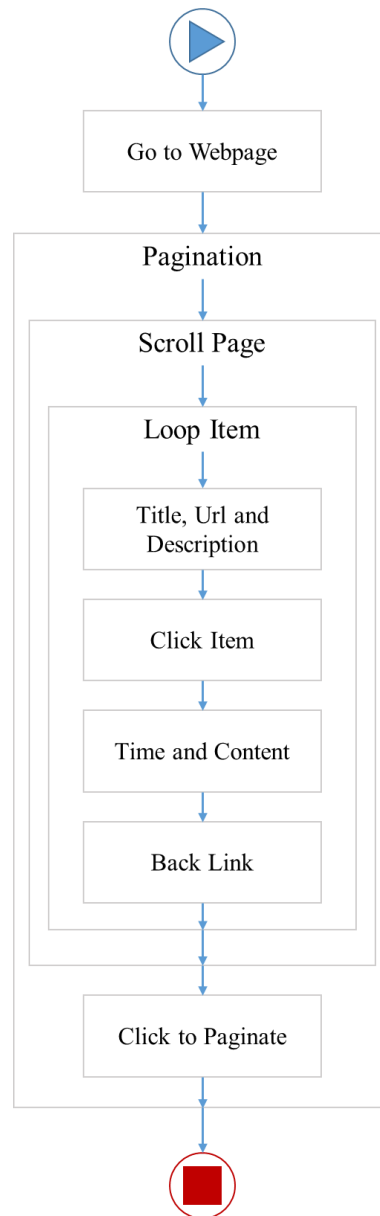 Go to Webpage
Pagination
Scroll Page
Loop Item
Title, Url and
Description
Click Item
Time and Content
Back Link
Click to Paginate